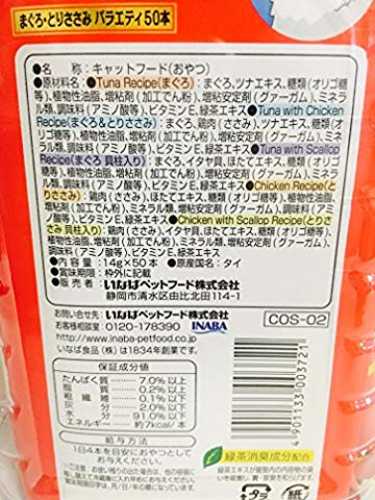 まぐろ・とりささみ バラエティ50本
●名　称：キャットフード(おやつ)
●原材料名：●Tuna Recipe(まぐろ)：まぐろ、ツナエキス、糖類(オリゴ糖
等)、植物性油脂、増粘剤(加工でん粉)、増粘安定剤(グァーガム)、ミネラ
ル類、調味料(アミノ酸等)、ビタミンE、緑茶エキス●Tuna with Chicken
Recipe(まぐろ&とりささみ)：まぐろ、鶏肉(ささみ)、ツナエキス、糖類
(オリゴ糖等)、植物性油脂、増粘剤(加工でん粉)、増粘安定剤(グァーガ
ム)、ミネラル類、調味料(アミノ酸等)、ビタミンE、緑茶エキス●Tuna with Scallop
Recipe(まぐろ 貝柱入り)：まぐろ、イタヤ貝、ほたてエキス、糖類(オリゴ
糖等)、植物性油脂、増粘剤(加工でん粉)、増粘安定剤(グァーガム)、ミネラル
類、調味料(アミノ酸等)、ビタミンE、緑茶エキス●Chicken Recipe(と
りささみ)：鶏肉(ささみ)、ほたてエキス、糖類(オリゴ糖等)、植物性油脂、
増粘剤(加工でん粉)、ミネラル類、増粘安定剤(グァーガム)、調味料(アミ
ノ酸等)、ビタミンE、緑茶エキス●Chicken with Scallop Recipe(とりささ
み 貝柱入り)：鶏肉(ささみ)、イタヤ貝、ほたてエキス、糖類(オリゴ糖等)、
植物性油脂、増粘剤(加工でん粉)、増粘安定剤(グァーガム)、ミネラル
類、調味料(アミノ酸等)、ビタミンE、緑茶エキス
●内容量：14g×50本　●原産国名：タイ
●賞味期限：枠外に記載
●販売者：いなばペットフード株式会社
静岡市清水区由比北田114-1
お問い合せ先：いなばペットフード株式会社
お客様相談室：0120-178390 INABA
http://www.inaba-petfood.co.jp
いなば食品(株)は1834年創業です。
COS-02
保証成分値
たんぱく質 7.0%以上
脂質 0.2%以上
粗繊維 0.1%以下
灰分 2.0%以下
水分 91.0%以下
エネルギー 約7kcal/本
給与方法
1日4本を目安におやつとして
お与えください。
4901133003721
緑茶消臭成分配合